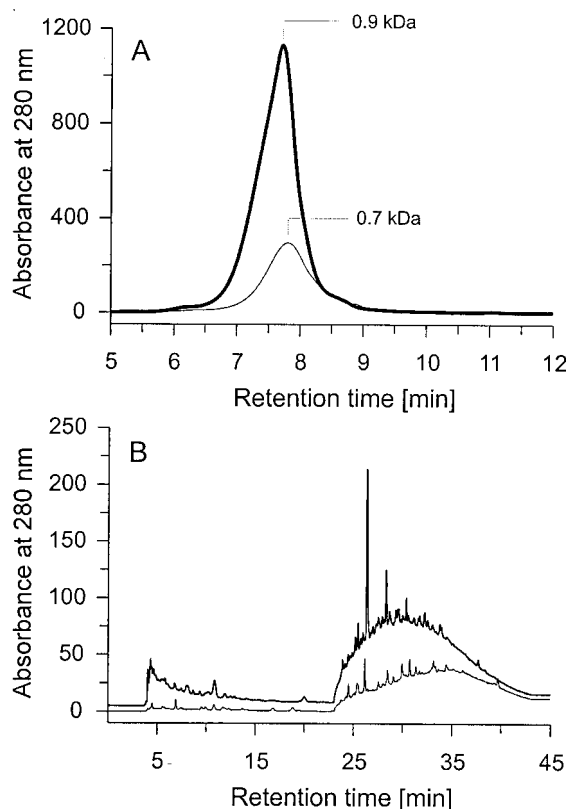 1200
0.9 kDa
A
800
400
0.7 kDa
0
Absorbance at 280 nm
5 6 7 8 9 10 11 12
Retention time [min]
250
B
200
150
100
50
0
Absorbance at 280 nm
5 15 25 35 45
Retention time [min]